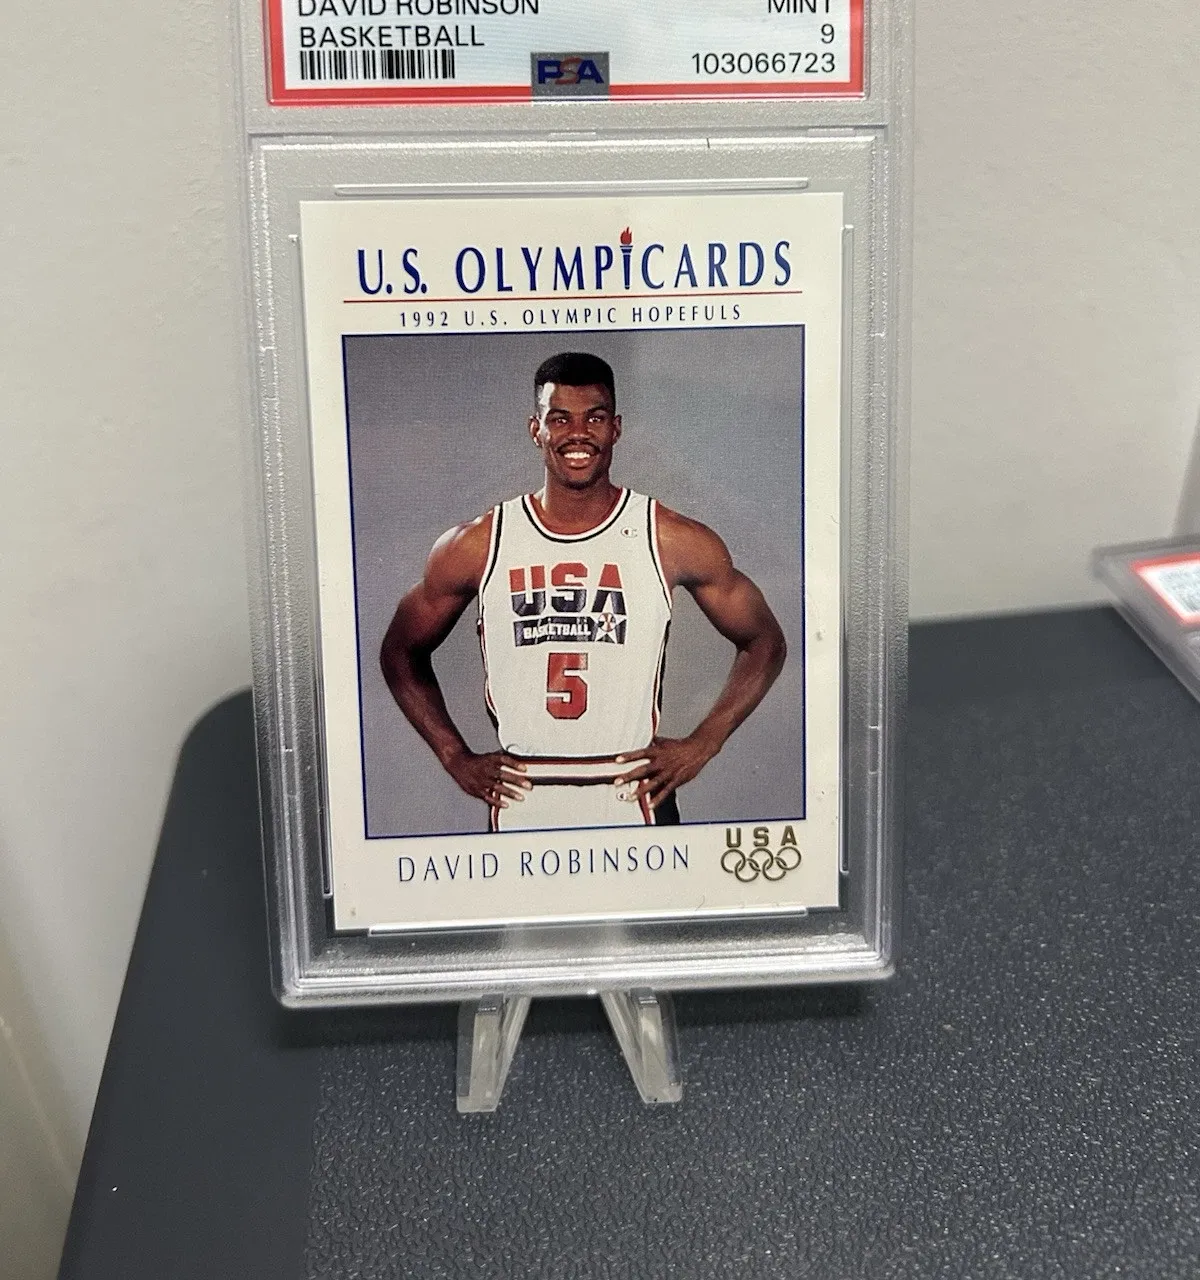 DAVID ROBINSON MINT
BASKETBALL 9
PSA 103066723
U.S. OLYMPICARDS
1992 U.S. OLYMPIC HOPEFULS
C
USA
BASKETBALL
5
C
DAVID ROBINSON
USA